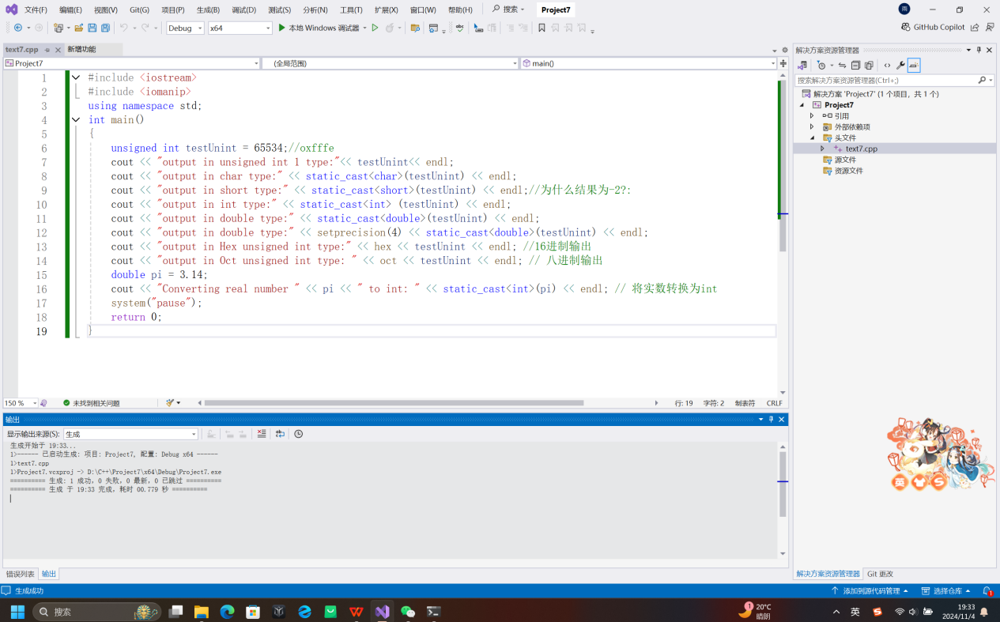 文件(F) 编辑(E) 视图(V) Git(G) 项目(P) 生成(B) 调试(D) 测试(S) 分析(N) 工具(T) 扩展(X) 窗口(W) 帮助(H) 搜索 Project7 雨
Debug x64 本地 Windows 调试器 GitHub Copilot
text7.cpp 新增功能
Project7 (全局范围) main()
1 #include <iostream>
2 #include <iomanip>
3 using namespace std;
4 int main()
5 {
6 unsigned int testUnint = 65534;//oxfffe
7 cout << "output in unsigned int 1 type:"<< testUnint<< endl;
8 cout << "output in char type:" << static_cast<char>(testUnint) << endl;
9 cout << "output in short type:" << static_cast<short>(testUnint) << endl;//为什么结果为-2?:
10 cout << "output in int type:" << static_cast<int> (testUnint) << endl;
11 cout << "output in double type:" << static_cast<double>(testUnint) << endl;
12 cout << "output in double type:" << setprecision(4) << static_cast<double>(testUnint) << endl;
13 cout << "output in Hex unsigned int type:" << hex << testUnint << endl; //16进制输出
14 cout << "output in Oct unsigned int type: " << oct << testUnint << endl; // 八进制输出
15 double pi = 3.14;
16 cout << "Converting real number " << pi << " to int: " << static_cast<int>(pi) << endl; // 将实数转换为int
17 system("pause");
18 return 0;
19 }
150 % 未找到相关问题 行: 19 字符: 2 制表符 CRLF
输出
显示输出来源(S): 生成
生成开始于 19:33...
1>------ 已启动生成: 项目: Project7, 配置: Debug x64 ------
1>text7.cpp
1>Project7.vcxproj -> D:\C++\Project7\x64\Debug\Project7.exe
========== 生成: 1 成功，0 失败，0 最新，0 已跳过 ==========
========== 生成 于 19:33 完成，耗时 00.779 秒 ==========
错误列表 输出
解决方案资源管理器
搜索解决方案资源管理器(Ctrl+;)
解决方案 'Project7' (1 个项目，共 1 个)
Project7
引用
外部依赖项
头文件
text7.cpp
源文件
资源文件
英 S
解决方案资源管理器 Git 更改
生成成功 添加到源代码管理 选择仓库 1
搜索 1 20°C 晴朗 英 S 19:33 2024/11/4